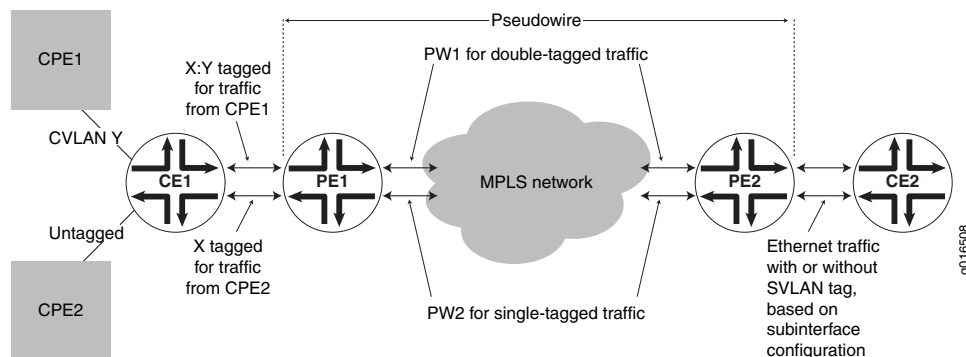 Pseudowire
CPE1
X:Y tagged
for traffic
from CPE1
PW1 for double-tagged traffic
CVLAN Y
CE1
PE1
MPLS network
PE2
CE2
Untagged
X tagged
for traffic
from CPE2
PW2 for single-tagged traffic
Ethernet traffic
with or without
SVLAN tag,
based on
subinterface
configuration
CPE2
g016508